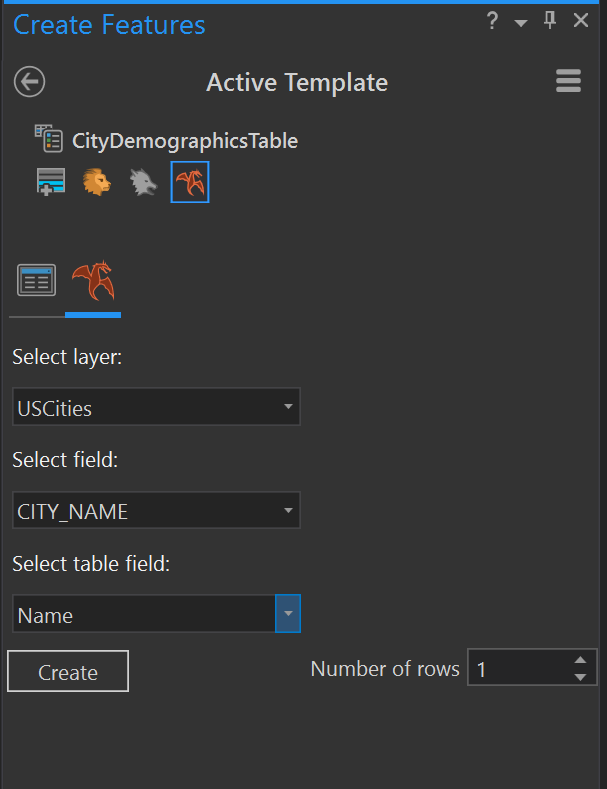 Create Features
?
Active Template
CityDemographicsTable
Select layer:
USCities
Select field:
CITY_NAME
Select table field:
Name
Create
Number of rows 1